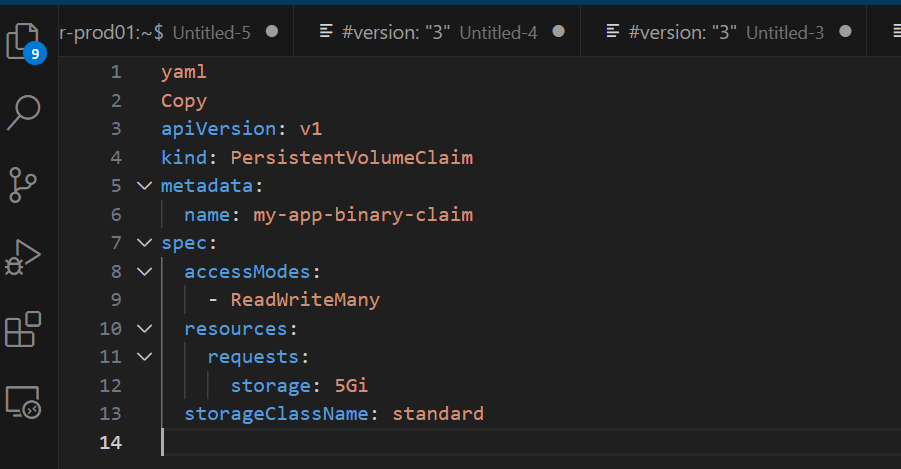 r-prod01:~$ Untitled-5
#version: "3" Untitled-4
#version: "3" Untitled-3
9
1 yaml
2 Copy
3 apiVersion: v1
4 kind: PersistentVolumeClaim
5 metadata:
6 name: my-app-binary-claim
7 spec:
8 accessModes:
9 - ReadWriteMany
10 resources:
11 requests:
12 storage: 5Gi
13 storageClassName: standard
14